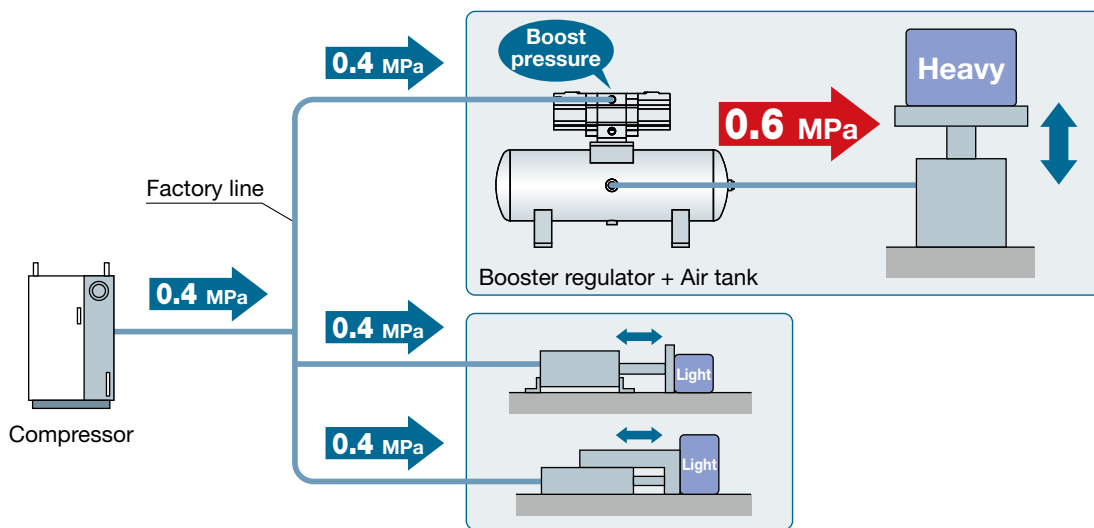 0.4 MPa
Boost
pressure
Heavy
0.6 MPa
Factory line
Booster regulator + Air tank
0.4 MPa
0.4 MPa
Light
Compressor
0.4 MPa
Light